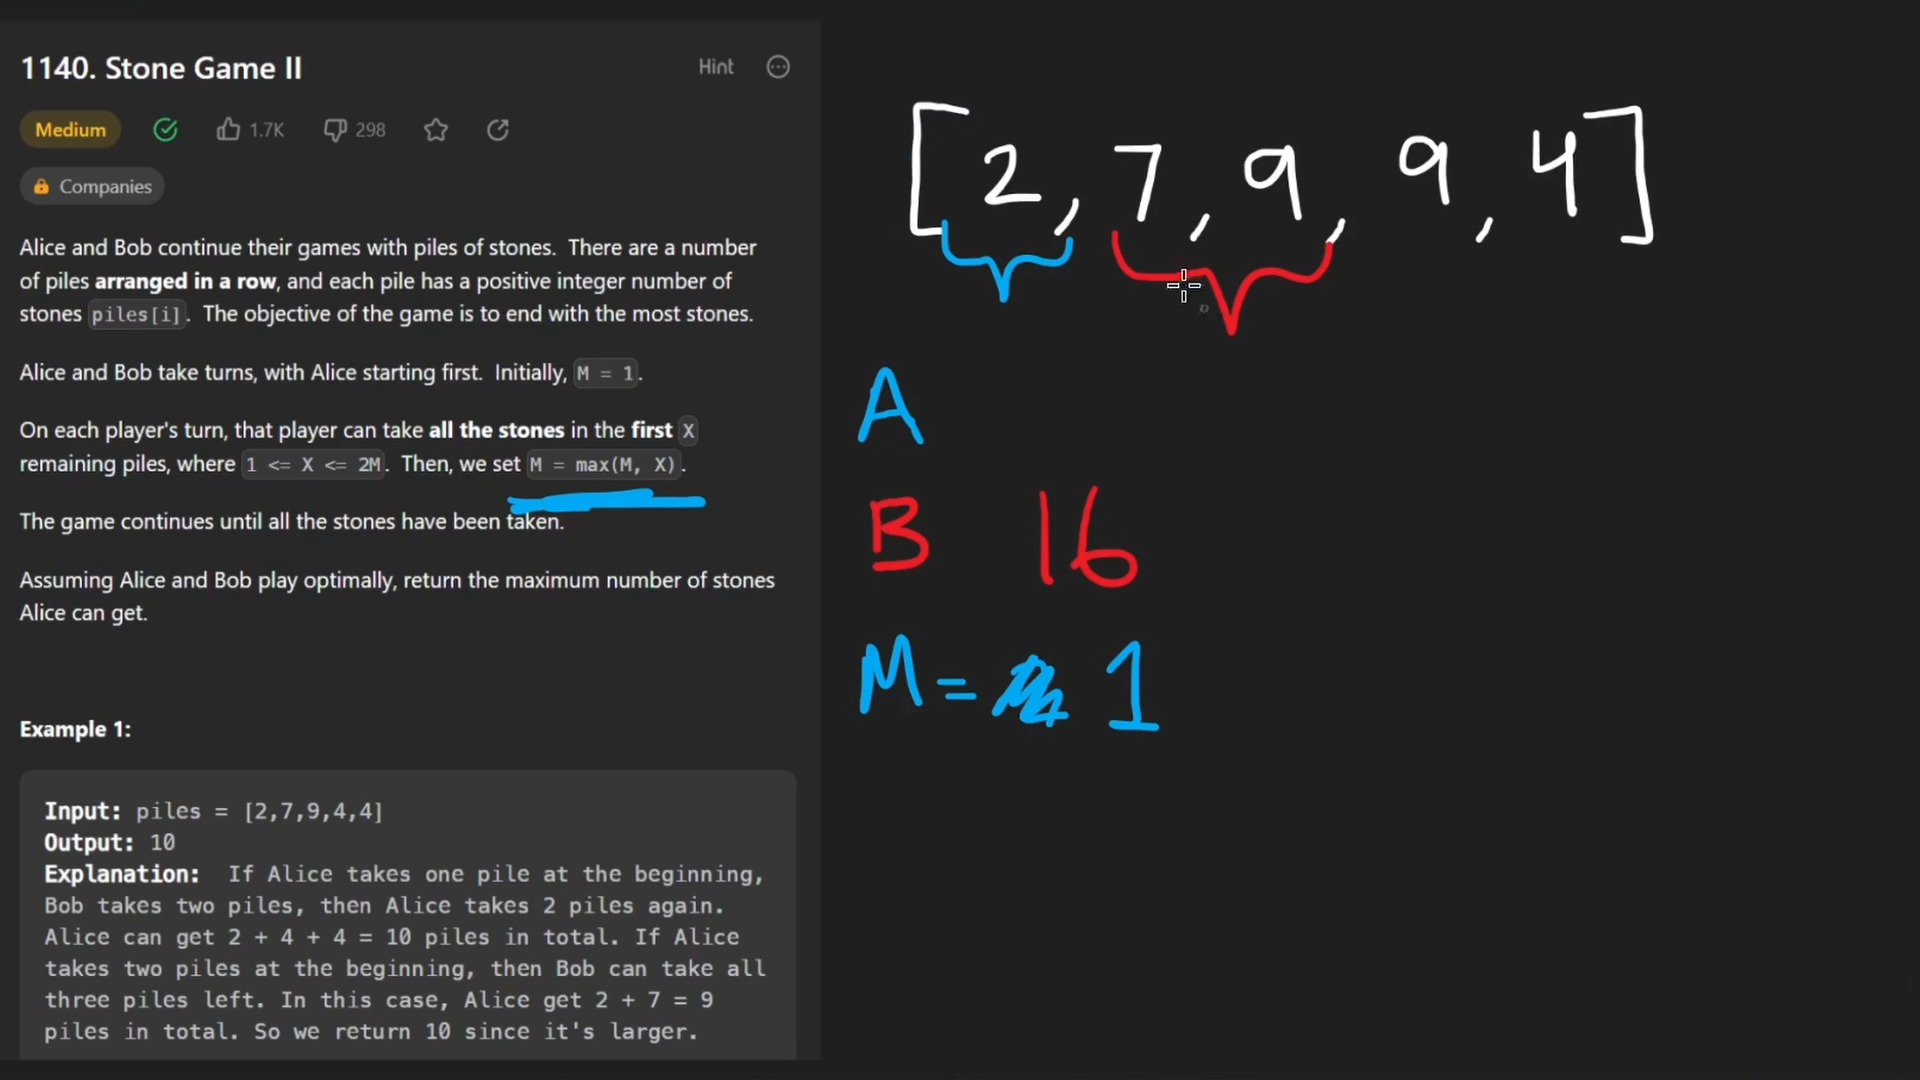 1140. Stone Game II
Hint
Medium
1.7K
298
Companies
Alice and Bob continue their games with piles of stones. There are a number
of piles arranged in a row, and each pile has a positive integer number of
stones piles[i]. The objective of the game is to end with the most stones.
Alice and Bob take turns, with Alice starting first. Initially, M = 1.
On each player's turn, that player can take all the stones in the first X
remaining piles, where 1 <= X <= 2M. Then, we set M = max(M, X).
The game continues until all the stones have been taken.
Assuming Alice and Bob play optimally, return the maximum number of stones
Alice can get.
Example 1:
Input: piles = [2,7,9,4,4]
Output: 10
Explanation: If Alice takes one pile at the beginning,
Bob takes two piles, then Alice takes 2 piles again.
Alice can get 2 + 4 + 4 = 10 piles in total. If Alice
takes two piles at the beginning, then Bob can take all
three piles left. In this case, Alice get 2 + 7 = 9
piles in total. So we return 10 since it's larger.
[2, 7, 9, 9, 4]
A
B 16
M = 1